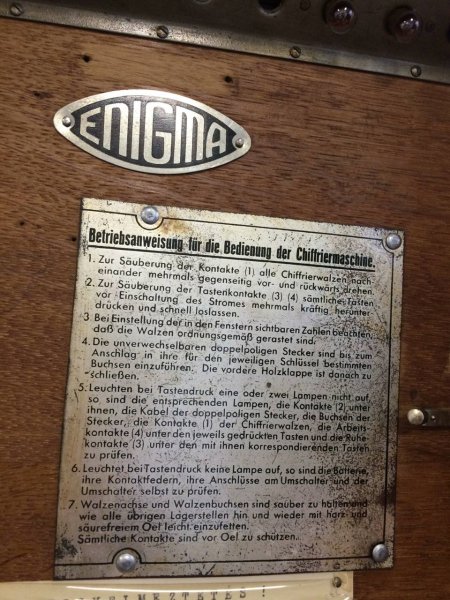 ENIGMA
Betriebsanweisung für die Bedienung der Chiffriermaschine.
1. Zur Säuberung der Kontakte (1) alle Chiffrierwalzen nach-
einander mehrmals gegenseitig vor- und rückwärts drehen.
2. Zur Säuberung der Tasterkontakte (3) (4) sämtliche Tasten
vor Einschaltung des Stromes mehrmals kräftig herunter
drücken und schnell loslassen.
3 Bei Einstellung der in den Fenstern sichtbaren Zahlen beachten,
daß die Walzen ordnungsgemäß gerastet sind.
4. Die unverwechselbaren doppelpoligen Stecker sind bis zum
Anschlag in ihre für den jeweiligen Schlüssel bestimmten
Buchsen einzuführen. Die vordere Holzklappe ist danach zu
schließen.
5. Leuchten bei Tastendruck eine oder zwei Lampen nicht auf,
so sind die entsprechenden Lampen, die Kontakte (2) unter
ihnen, die Kabel der doppelpoligen Stecker, die Buchsen der
Stecker, die Kontakte (1) der Chiffrierwalzen, die Arbeits-
kontakte (4) unter den jeweils gedrückten Tasten und die Ruhe-
kontakte (3) unter den mit ihnen korrespondierenden Tasten
zu prüfen.
6. Leuchtet bei Tastendruck keine Lampe auf, so sind die Batterie,
ihre Kontaktfedern, ihre Anschlüsse am Umschalter und der
Umschalter selbst zu prüfen.
7. Walzenachse und Walzenbuchsen sind sauber zu halten und
wie alle übrigen Lagerstellen hin und wieder mit harz- und
säurefreiem Oel leicht einzufetten.
Sämtliche Kontakte sind vor Oel zu schützen.